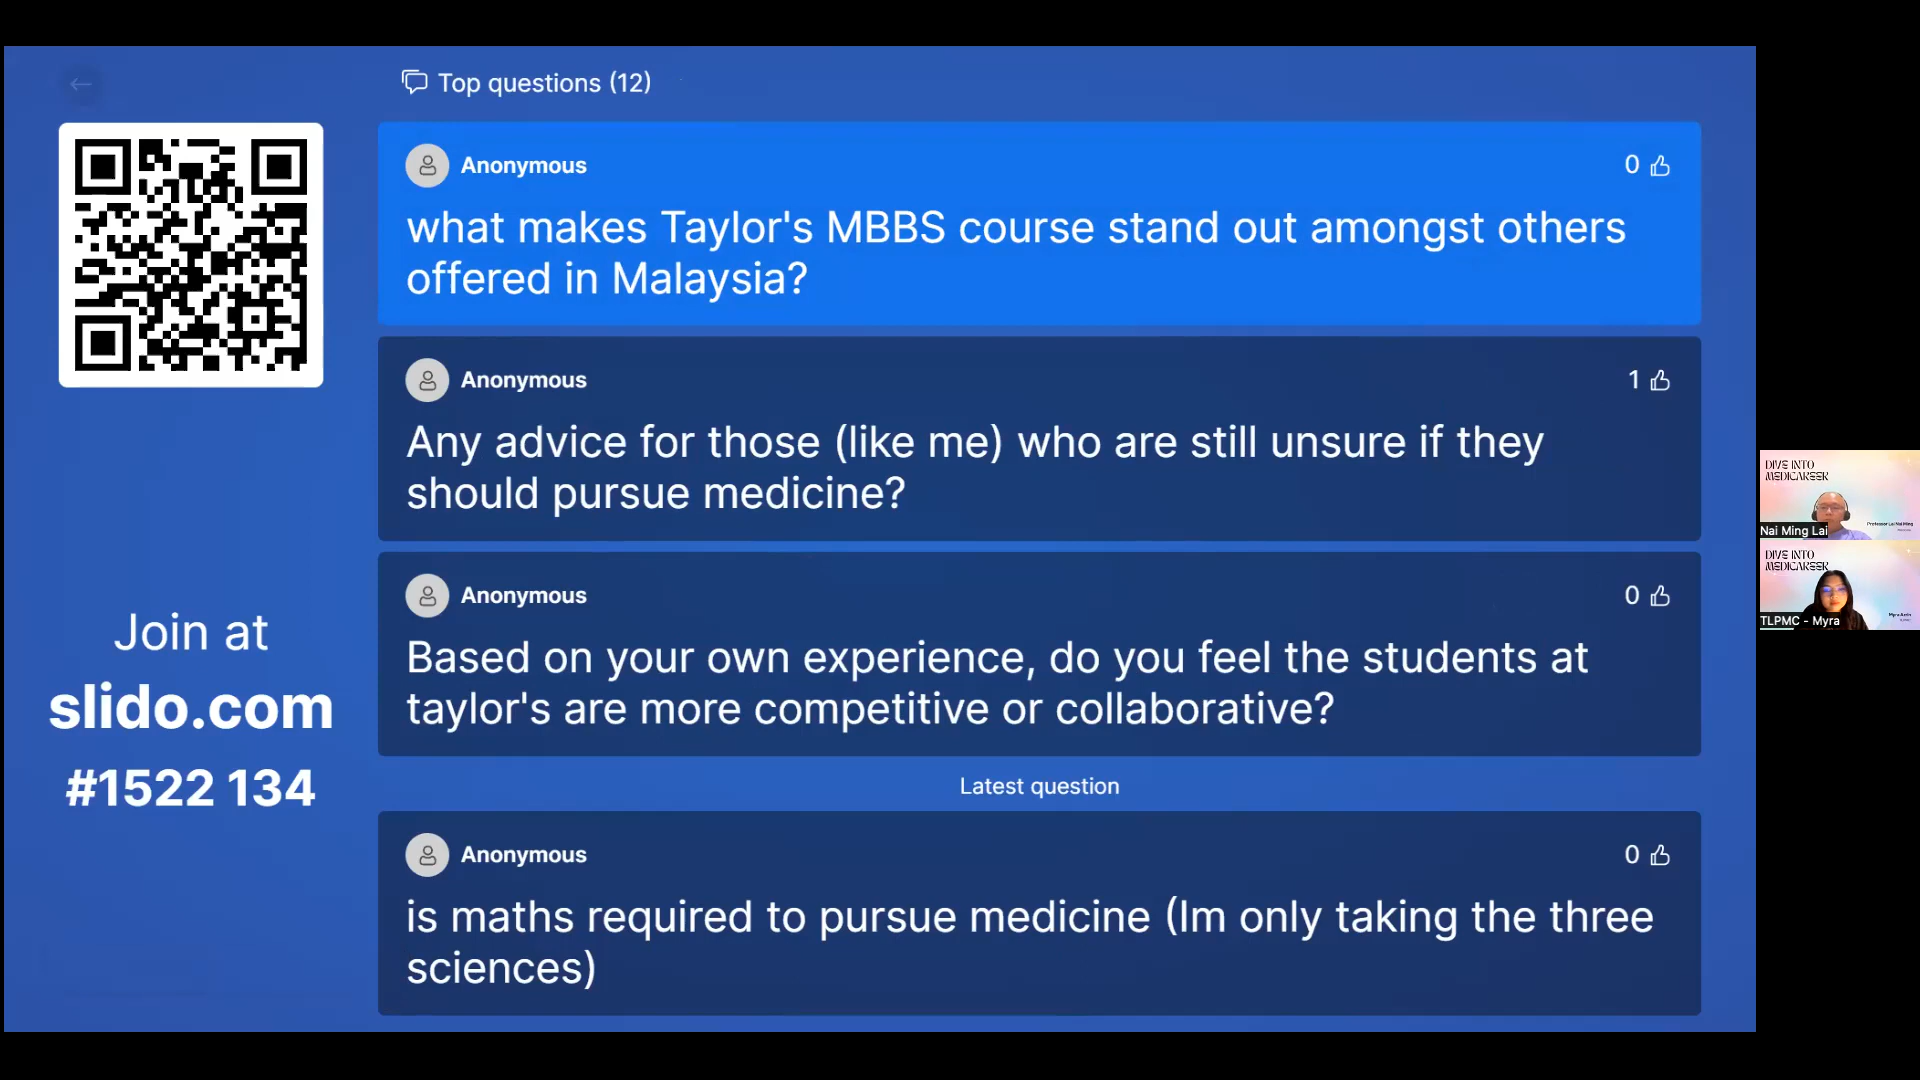 Top questions (12)
Anonymous
0
what makes Taylor's MBBS course stand out amongst others
offered in Malaysia?
Anonymous
1
Any advice for those (like me) who are still unsure if they
should pursue medicine?
Anonymous
0
Based on your own experience, do you feel the students at
taylor's are more competitive or collaborative?
Latest question
Anonymous
0
is maths required to pursue medicine (Im only taking the three
sciences)
Join at
slido.com
#1522 134
DIVE INTO
MEDICAREER
Professor Lai Nai Ming
Nai Ming Lai
DIVE INTO
MEDICAREER
TLPMC - Myra